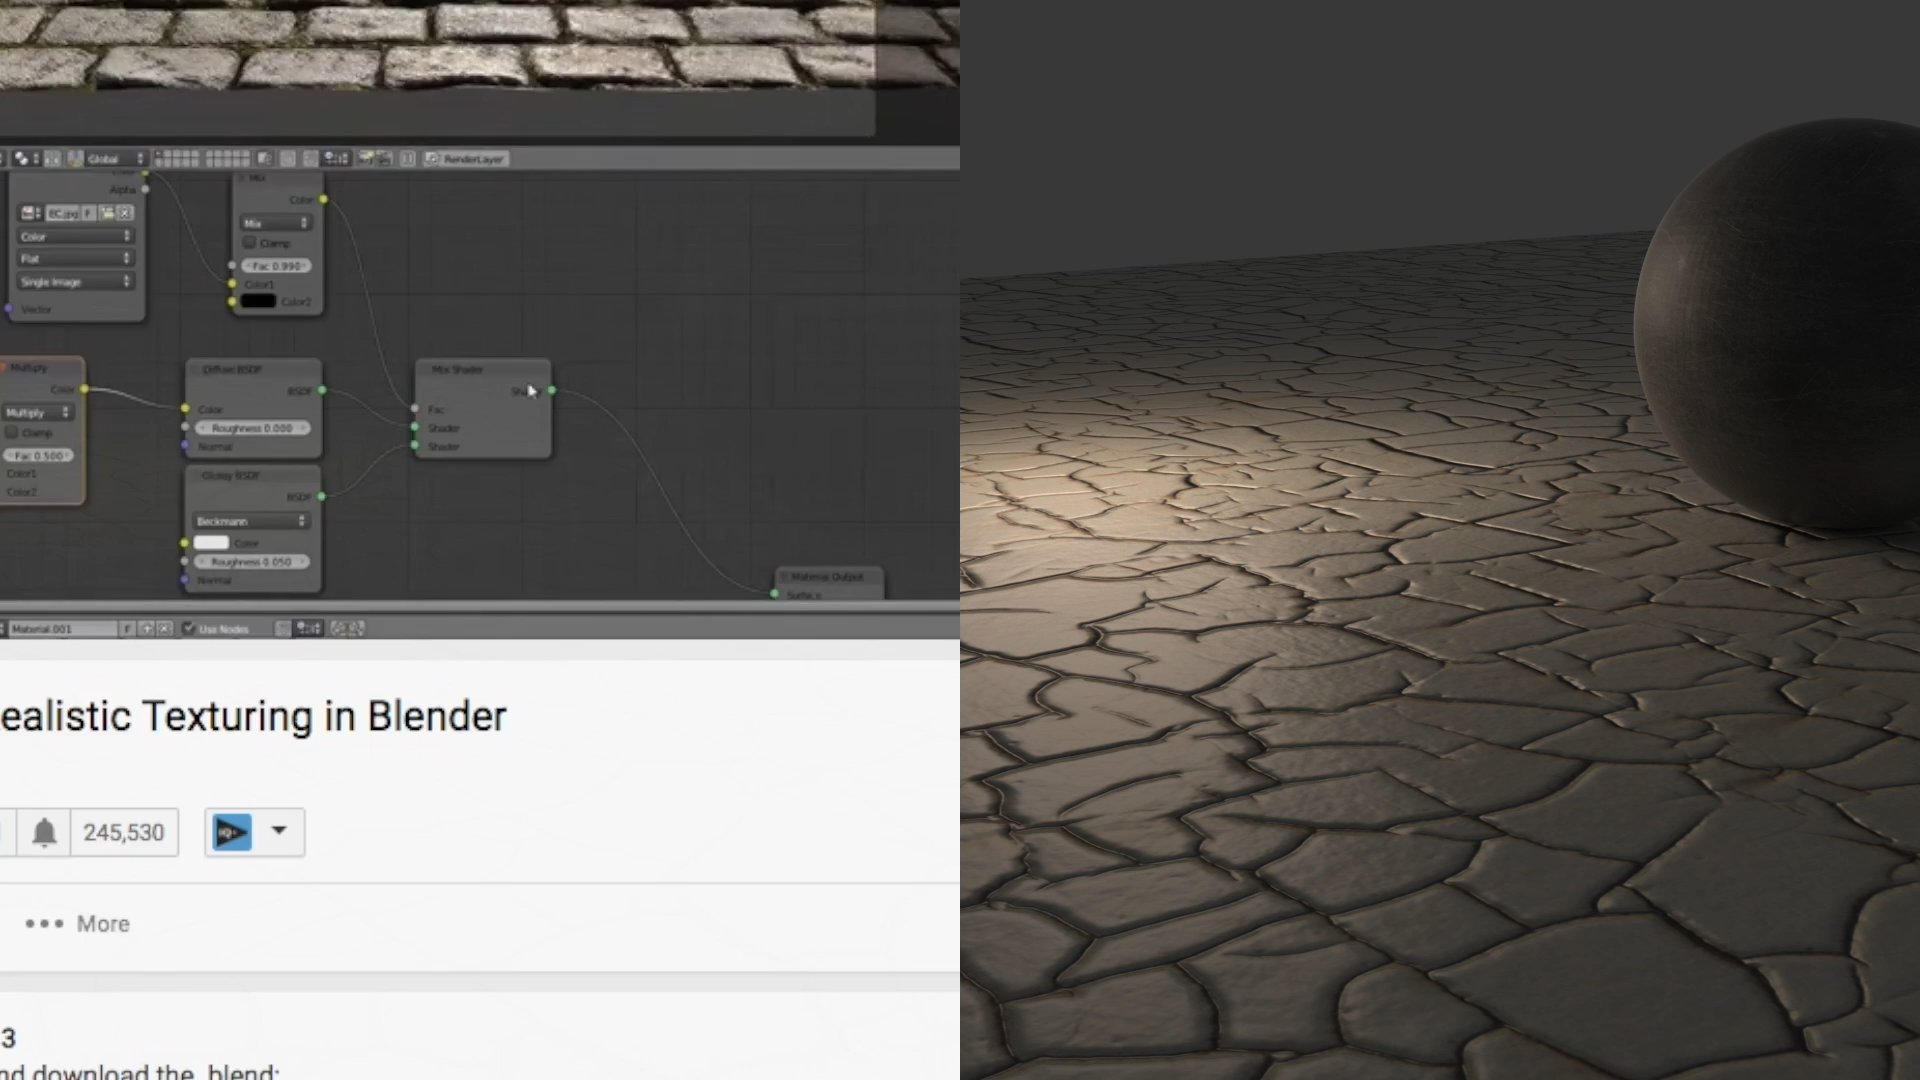 Global
RenderLayer
Mix
Alpha
Color
EC.jpg F
Mix
Color
Clamp
Flat
Fac 0.990
Single Image
Color1
Color2
Vector
Multiply
Diffuse BSDF
Mix Shader
Color
BSDF
Multiply
Color
Fac
Clamp
Roughness 0.000
Shader
Fac 0.500
Normal
Shader
Color1
Glossy BSDF
Color2
BSDF
Beckmann
Color
Roughness 0.050
Normal
Material Output
Surface
Material.001 F Use Nodes
ealistic Texturing in Blender
245,530
More
3
nd download the .blend: